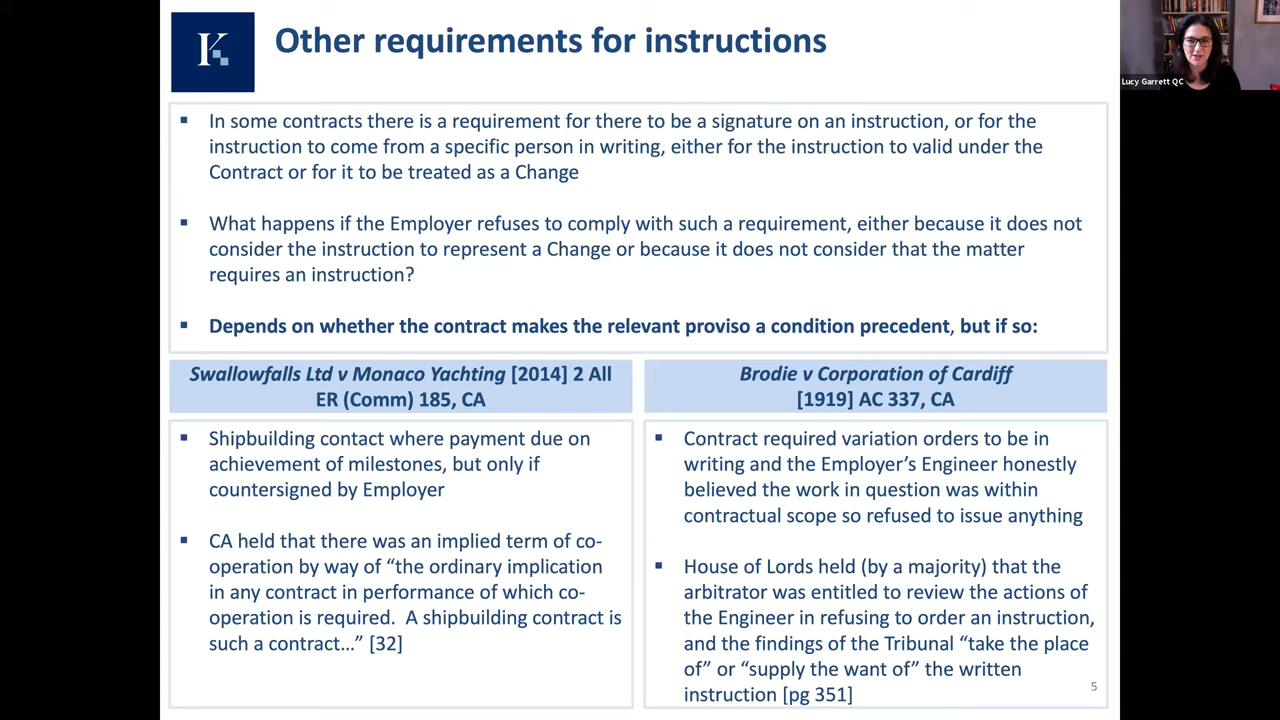 K
Other requirements for instructions
Lucy Garrett QC
▪ In some contracts there is a requirement for there to be a signature on an instruction, or for the
instruction to come from a specific person in writing, either for the instruction to valid under the
Contract or for it to be treated as a Change
▪ What happens if the Employer refuses to comply with such a requirement, either because it does not
consider the instruction to represent a Change or because it does not consider that the matter
requires an instruction?
▪ Depends on whether the contract makes the relevant proviso a condition precedent, but if so:
Swallowfalls Ltd v Monaco Yachting [2014] 2 All
ER (Comm) 185, CA
▪ Shipbuilding contact where payment due on
achievement of milestones, but only if
countersigned by Employer
▪ CA held that there was an implied term of co-
operation by way of “the ordinary implication
in any contract in performance of which co-
operation is required.  A shipbuilding contract is
such a contract…” [32]
Brodie v Corporation of Cardiff
[1919] AC 337, CA
▪ Contract required variation orders to be in
writing and the Employer’s Engineer honestly
believed the work in question was within
contractual scope so refused to issue anything
▪ House of Lords held (by a majority) that the
arbitrator was entitled to review the actions of
the Engineer in refusing to order an instruction,
and the findings of the Tribunal “take the place
of” or “supply the want of” the written
instruction [pg 351]
5